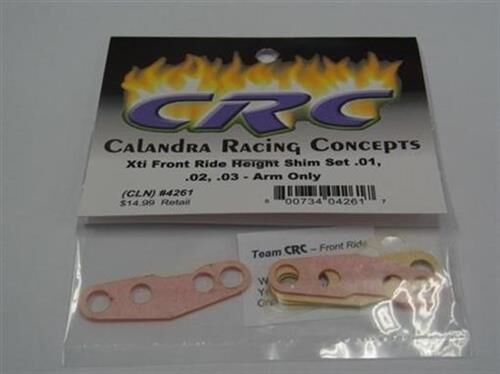 CRC
Calandra Racing Concepts
Xti Front Ride Height Shim Set .01,
.02, .03 - Arm Only
(CLN) #4261
$14.99 Retail
6 00734 04261 7
Team CRC – Front Ride